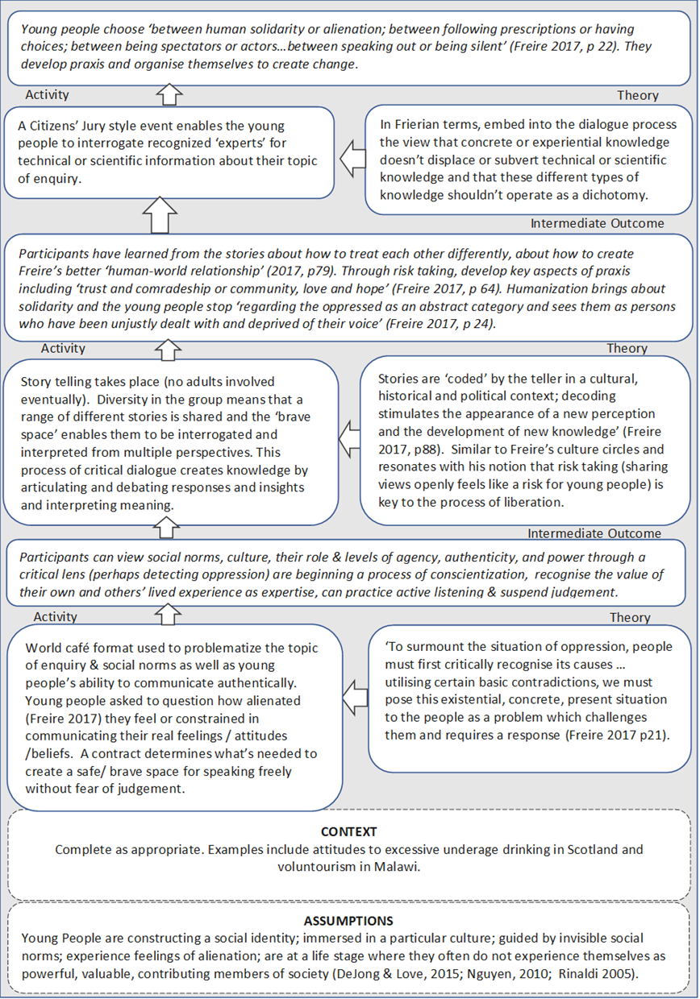 Young people choose ‘between human solidarity or alienation; between following prescriptions or having
choices; between being spectators or actors…between speaking out or being silent’ (Freire 2017, p 22). They
develop praxis and organise themselves to create change.
Activity
Theory
A Citizens’ Jury style event enables the young
people to interrogate recognized ‘experts’ for
technical or scientific information about their topic
of enquiry.
In Frierian terms, embed into the dialogue process
the view that concrete or experiential knowledge
doesn’t displace or subvert technical or scientific
knowledge and that these different types of
knowledge shouldn’t operate as a dichotomy.
Intermediate Outcome
Participants have learned from the stories about how to treat each other differently, about how to create
Freire’s better ‘human-world relationship’ (2017, p79). Through risk taking, develop key aspects of praxis
including ‘trust and comradeship or community, love and hope’ (Freire 2017, p 64). Humanization brings about
solidarity and the young people stop ‘regarding the oppressed as an abstract category and sees them as persons
who have been unjustly dealt with and deprived of their voice’ (Freire 2017, p 24).
Activity
Theory
Story telling takes place (no adults involved
eventually).  Diversity in the group means that a
range of different stories is shared and the ‘brave
space’ enables them to be interrogated and
interpreted from multiple perspectives. This
process of critical dialogue creates knowledge by
articulating and debating responses and insights
and interpreting meaning.
Stories are ‘coded’ by the teller in a cultural,
historical and political context; decoding
stimulates the appearance of a new perception
and the development of new knowledge’ (Freire
2017, p88).  Similar to Freire’s culture circles and
resonates with his notion that risk taking (sharing
views openly feels like a risk for young people) is
key to the process of liberation.
Intermediate Outcome
Participants can view social norms, culture, their role & levels of agency, authenticity, and power through a
critical lens (perhaps detecting oppression) are beginning a process of conscientization,  recognise the value of
their own and others’ lived experience as expertise, can practice active listening & suspend judgement.
Activity
Theory
World café format used to problematize the topic
of enquiry & social norms as well as young
people’s ability to communicate authentically.
Young people asked to question how alienated
(Freire 2017) they feel or constrained in
communicating their real feelings / attitudes
/beliefs.  A contract determines what’s needed to
create a safe/ brave space for speaking freely
without fear of judgement.
‘To surmount the situation of oppression, people
must first critically recognise its causes …
utilising certain basic contradictions, we must
pose this existential, concrete, present situation
to the people as a problem which challenges
them and requires a response (Freire 2017 p21).
CONTEXT
Complete as appropriate. Examples include attitudes to excessive underage drinking in Scotland and
voluntourism in Malawi.
ASSUMPTIONS
Young People are constructing a social identity; immersed in a particular culture; guided by invisible social
norms; experience feelings of alienation; are at a life stage where they often do not experience themselves as
powerful, valuable, contributing members of society (DeJong & Love, 2015; Nguyen, 2010;  Rinaldi 2005).